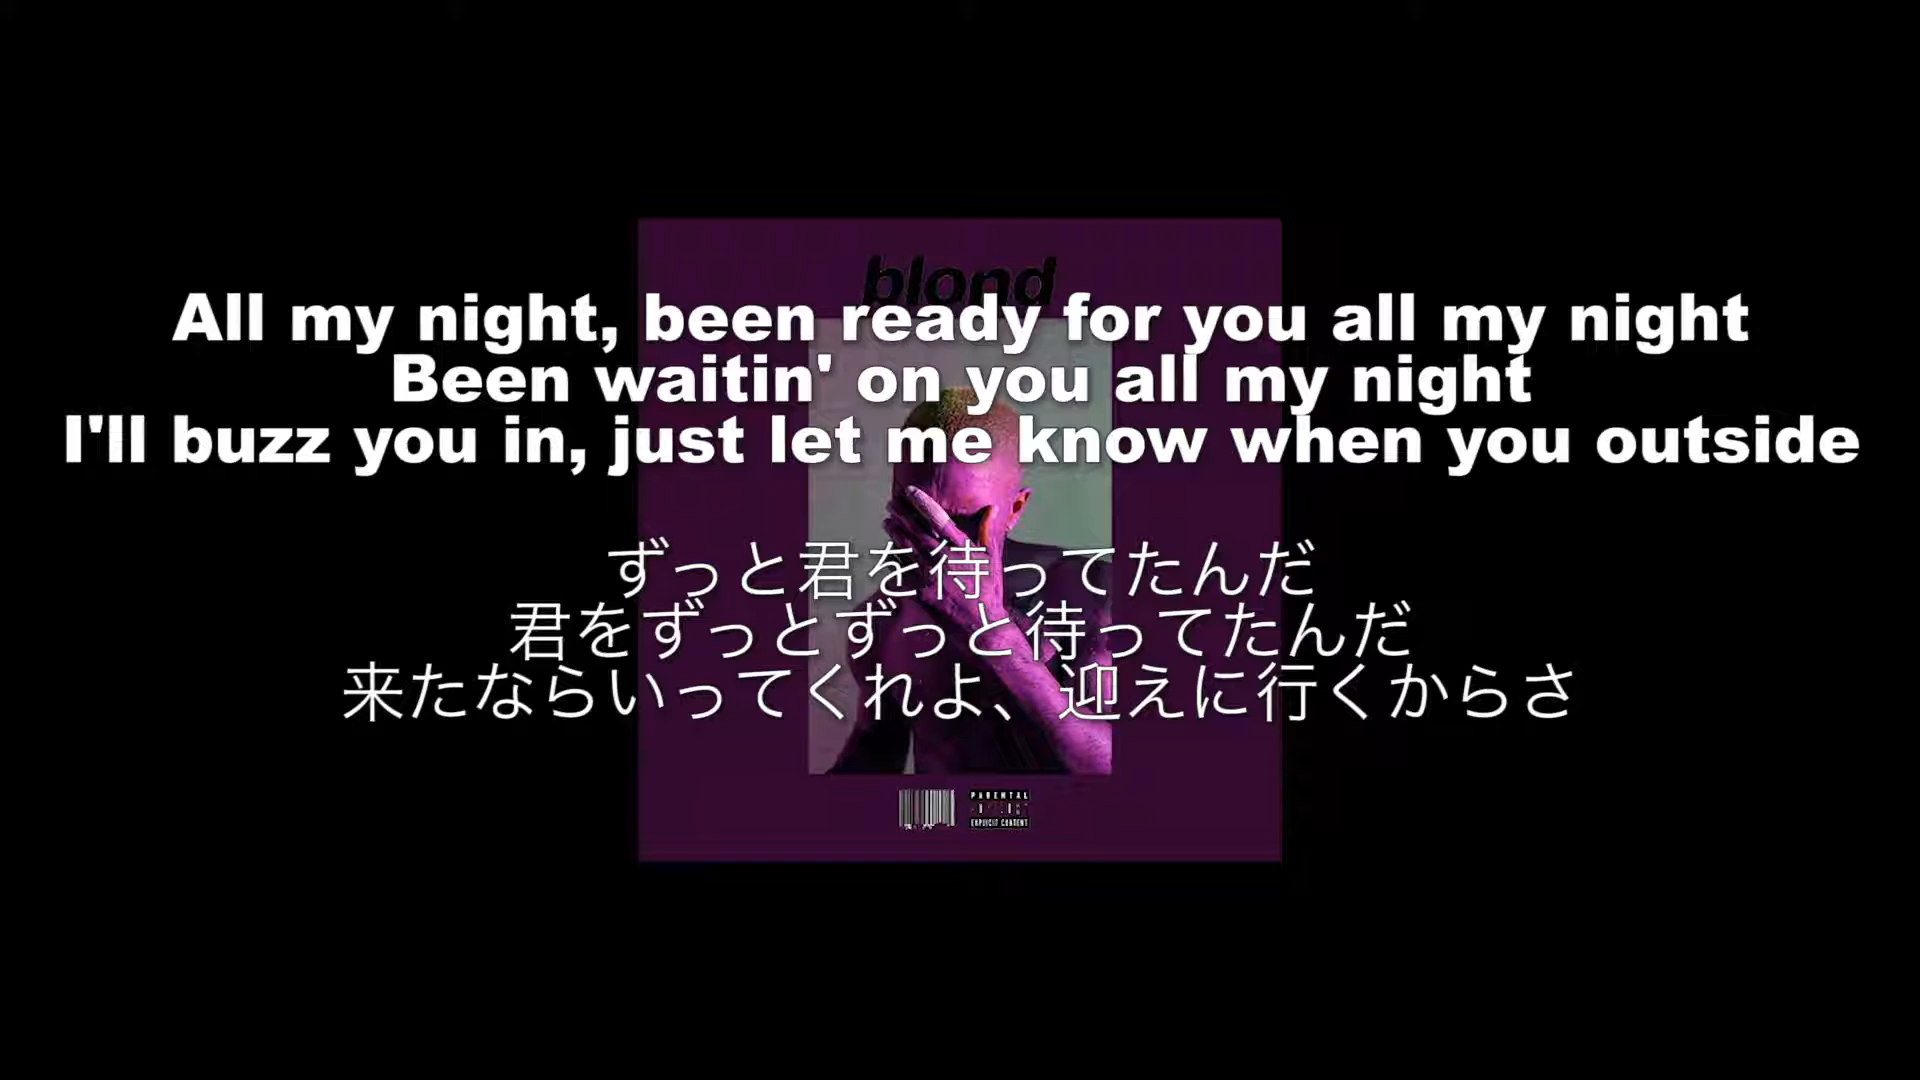 blond
All my night, been ready for you all my night
Been waitin' on you all my night
I'll buzz you in, just let me know when you outside
ずっと君を待ってたんだ
君をずっとずっと待ってたんだ
来たならいってくれよ、迎えに行くからさ
PARENTAL
EXPLICIT CONTENT